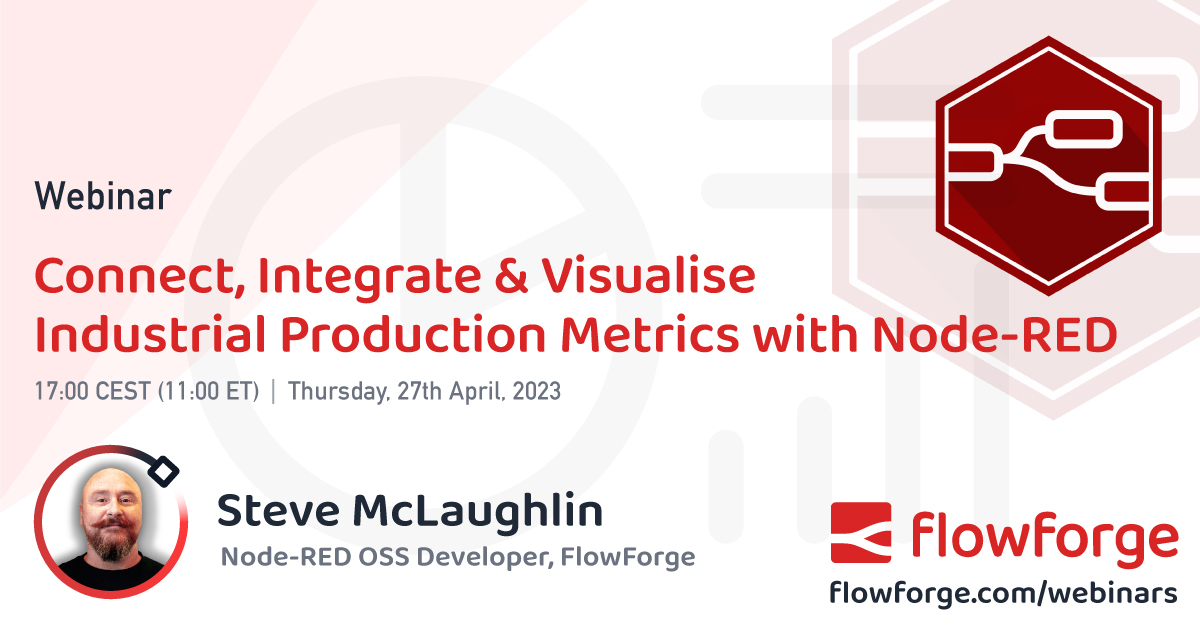 Webinar
Connect, Integrate & Visualise
Industrial Production Metrics with Node-RED
17:00 CEST (11:00 ET) | Thursday, 27th April, 2023
Steve McLaughlin
Node-RED OSS Developer, FlowForge
flowforge
flowforge.com/webinars